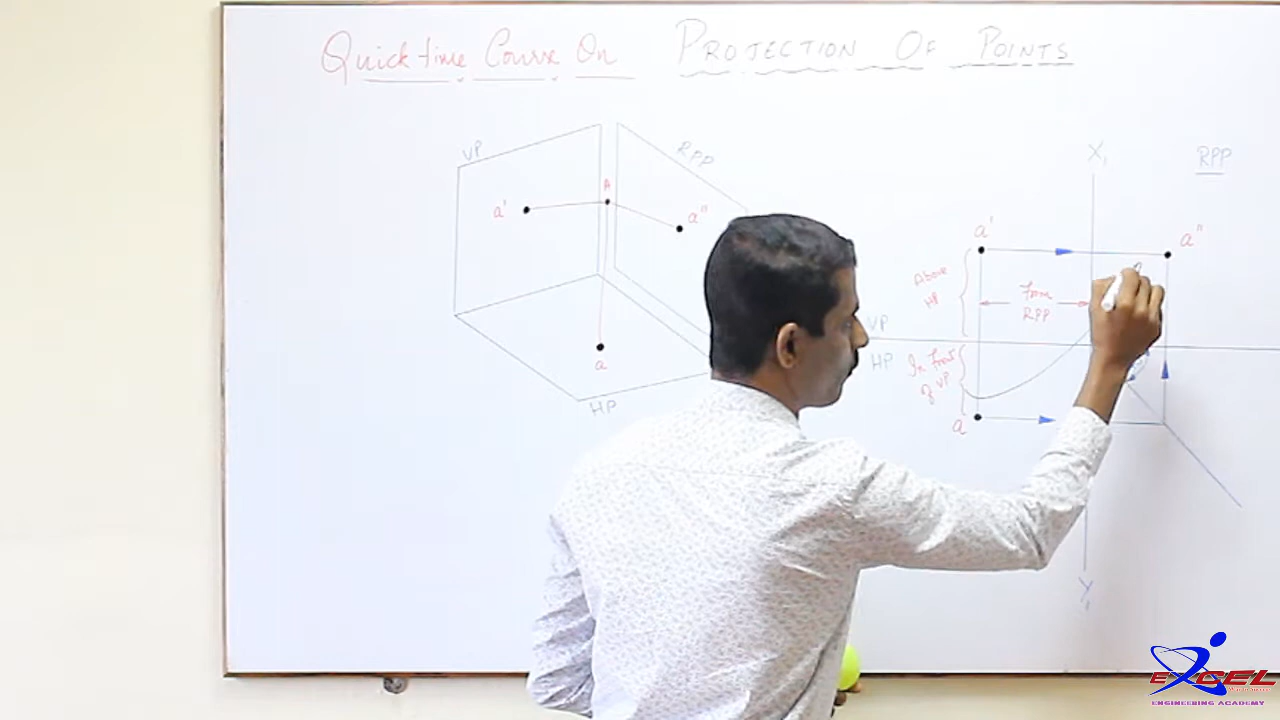 Quick time Course On PROJECTION OF POINTS
VP
RPP
a'
A
a"
a
HP
X1
RPP
a'
a"
Above
HP
From
RPP
VP
HP
In front
of VP
a
Y1
EXCEL
ENGINEERING ACADEMY